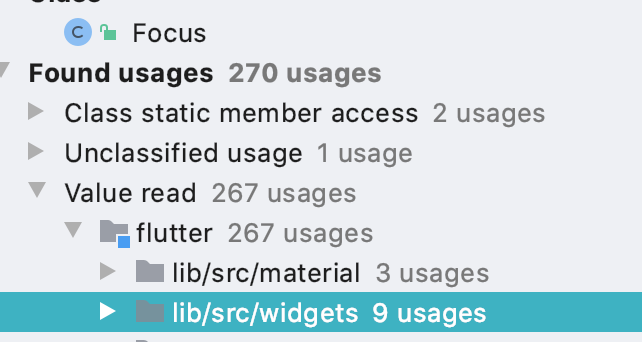 C Focus
Found usages 270 usages
Class static member access 2 usages
Unclassified usage 1 usage
Value read 267 usages
flutter 267 usages
lib/src/material 3 usages
lib/src/widgets 9 usages